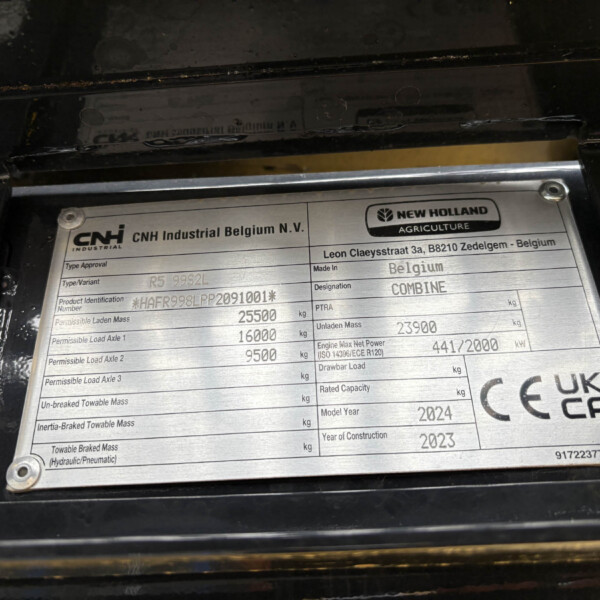 CNH
INDUSTRIAL
CNH Industrial Belgium N.V.
NEW HOLLAND
AGRICULTURE
Leon Claeysstraat 3a, B8210 Zedelgem - Belgium
Type Approval
Made in Belgium
Type/Variant
Designation COMBINE
Product Identification
Number
PTRA kg
Permissible Laden Mass 25500 kg
Unladen Mass 23900 kg
Permissible Load Axle 1 16000 kg
Engine Max Net Power
(ISO 14396/ECE R120) 441/2000 kW
Permissible Load Axle 2 9500 kg
Drawbar Load kg
Permissible Load Axle 3 kg
Rated Capacity kg
Un-braked Towable Mass kg
Model Year 2024
Inertia-Braked Towable Mass kg
Year of Construction 2023
Towable Braked Mass
(Hydraulic/Pneumatic) kg
CE
UK
CA